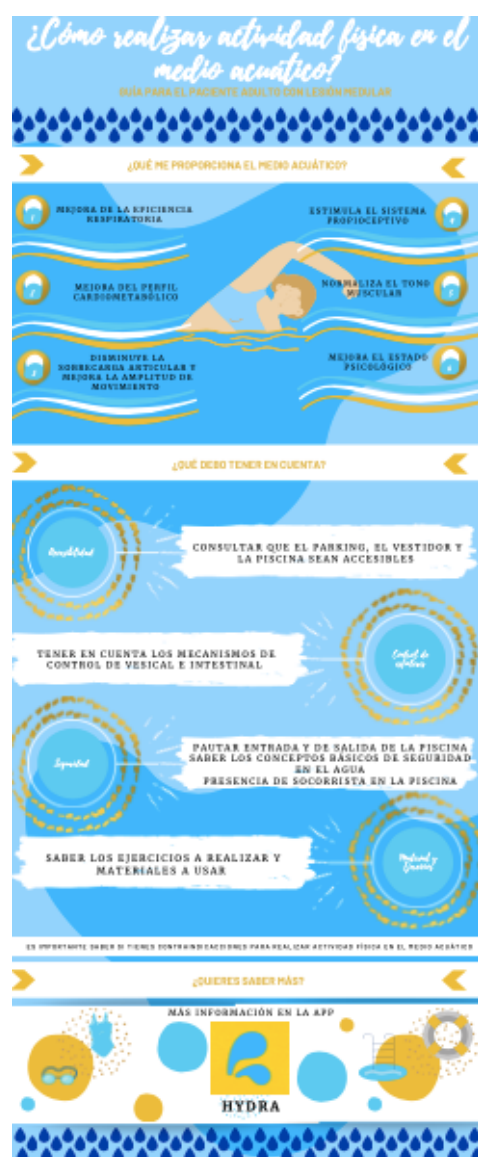 ¿Cómo realizar actividad física en el
medio acuático?
GUÍA PARA EL PACIENTE ADULTO CON LESIÓN MEDULAR
¿QUÉ ME PROPORCIONA EL MEDIO ACUÁTICO?
1
MEJORA DE LA EFICIENCIA
RESPIRATORIA
2
MEJORA DEL PERFIL
CARDIOMETABÓLICO
3
DISMINUYE LA
SOBRECARGA ARTICULAR Y
MEJORA LA AMPLITUD DE
MOVIMIENTO
ESTIMULA EL SISTEMA
PROPIOCEPTIVO
NORMALIZA EL TONO
MUSCULAR
MEJORA EL ESTADO
PSICOLÓGICO
¿QUÉ DEBO TENER EN CUENTA?
Accesibilidad
CONSULTAR QUE EL PARKING, EL VESTIDOR Y
LA PISCINA SEAN ACCESIBLES
TENER EN CUENTA LOS MECANISMOS DE
CONTROL DE VESICAL E INTESTINAL
Control de
esfínteres
Seguridad
PAUTAR ENTRADA Y DE SALIDA DE LA PISCINA
SABER LOS CONCEPTOS BÁSICOS DE SEGURIDAD
EN EL AGUA
PRESENCIA DE SOCORRISTA EN LA PISCINA
SABER LOS EJERCICIOS A REALIZAR Y
MATERIALES A USAR
Material y
ES IMPORTANTE SABER SI TIENES CONTRAINDICACIONES PARA REALIZAR ACTIVIDAD FÍSICA EN EL MEDIO ACUÁTICO
¿QUIERES SABER MÁS?
MÁS INFORMACIÓN EN LA APP
HYDRA